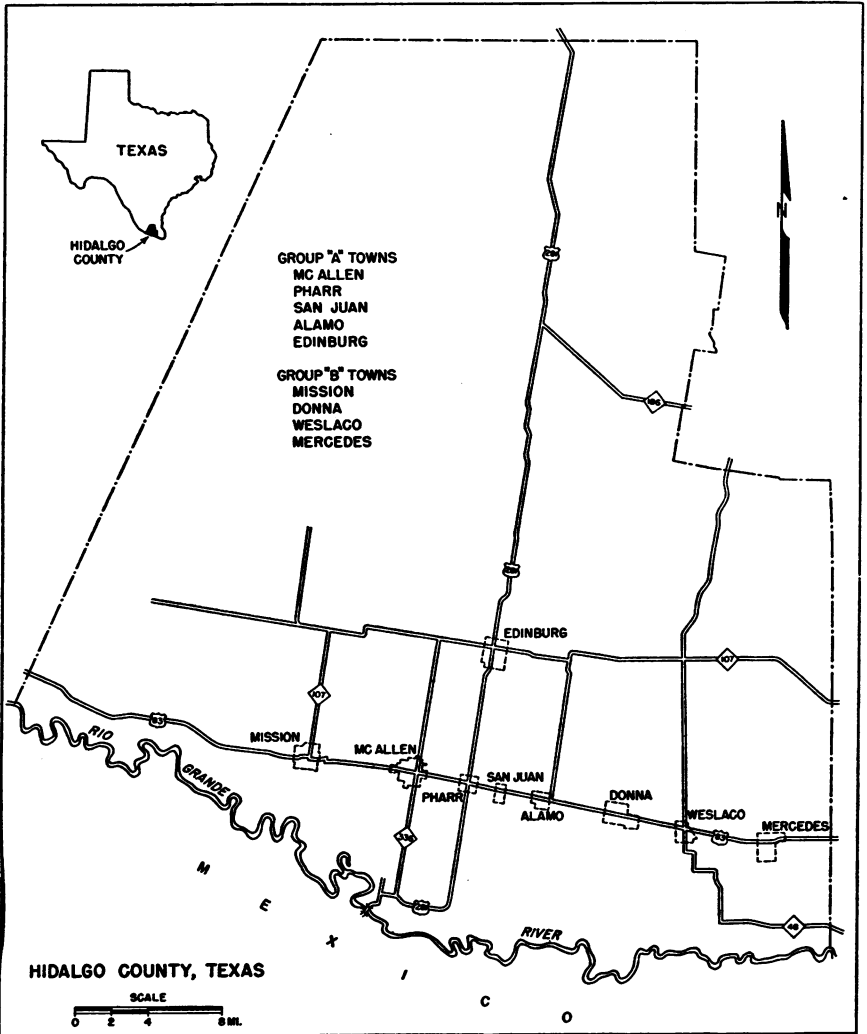 TEXAS
HIDALGO
COUNTY
N
GROUP "A" TOWNS
MC ALLEN
PHARR
SAN JUAN
ALAMO
EDINBURG
GROUP "B" TOWNS
MISSION
DONNA
WESLACO
MERCEDES
281
186
281
EDINBURG
107
107
83
RIO
GRANDE
MISSION
MC ALLEN
PHARR
SAN JUAN
ALAMO
DONNA
WESLACO
83
MERCEDES
336
281
48
RIVER
M
E
X
I
C
O
HIDALGO COUNTY, TEXAS
SCALE
0 2 4 8 MI.